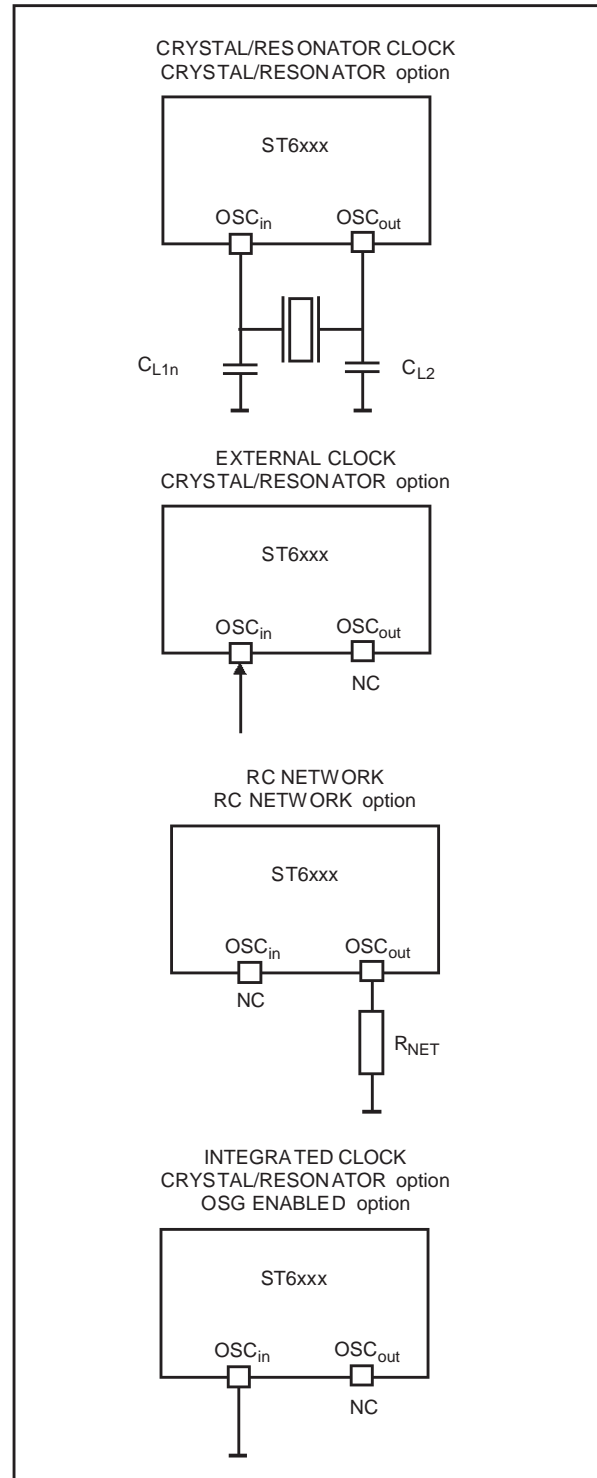 CRYSTAL/RESONATOR CLOCK
CRYSTAL/RESONATOR option
ST6xxx
OSCin OSCout
CL1n CL2
EXTERNAL CLOCK
CRYSTAL/RESONATOR option
ST6xxx
OSCin OSCout
NC
RC NETWORK
RC NETWORK option
ST6xxx
OSCin OSCout
NC
RNET
INTEGRATED CLOCK
CRYSTAL/RESONATOR option
OSG ENABLED option
ST6xxx
OSCin OSCout
NC